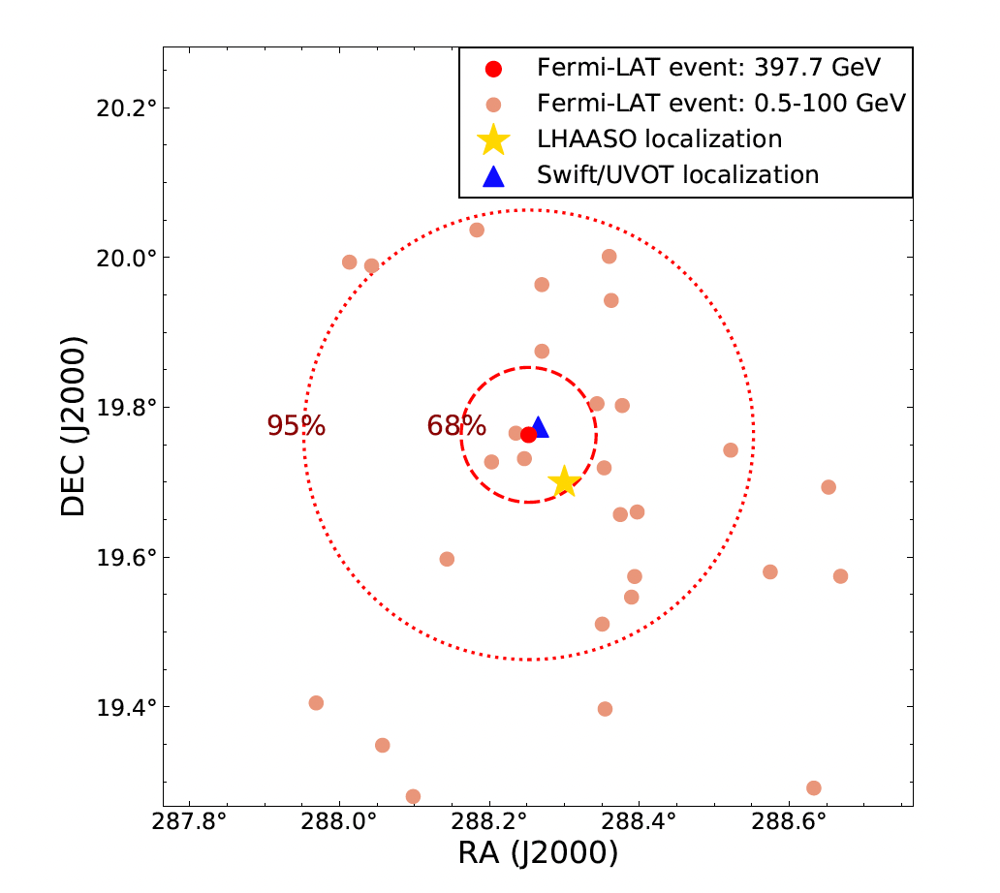 Fermi-LAT event: 397.7 GeV
Fermi-LAT event: 0.5-100 GeV
LHAASO localization
Swift/UVOT localization
20.2°
20.0°
19.8°
19.6°
19.4°
DEC (J2000)
95%
68%
287.8°
288.0°
288.2°
288.4°
288.6°
RA (J2000)